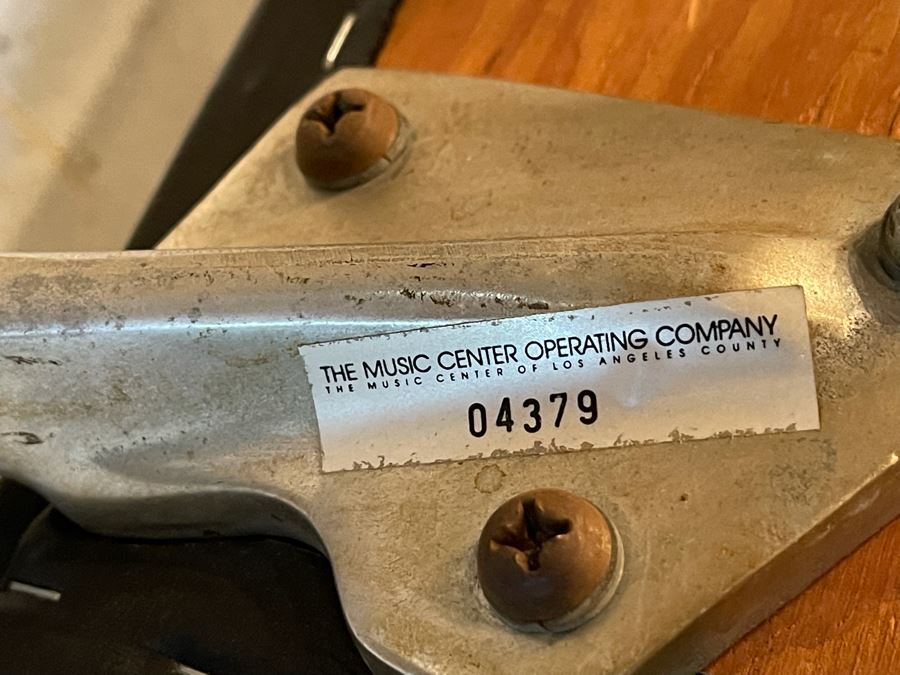 THE MUSIC CENTER OPERATING COMPANY
THE MUSIC CENTER OF LOS ANGELES COUNTY
04379